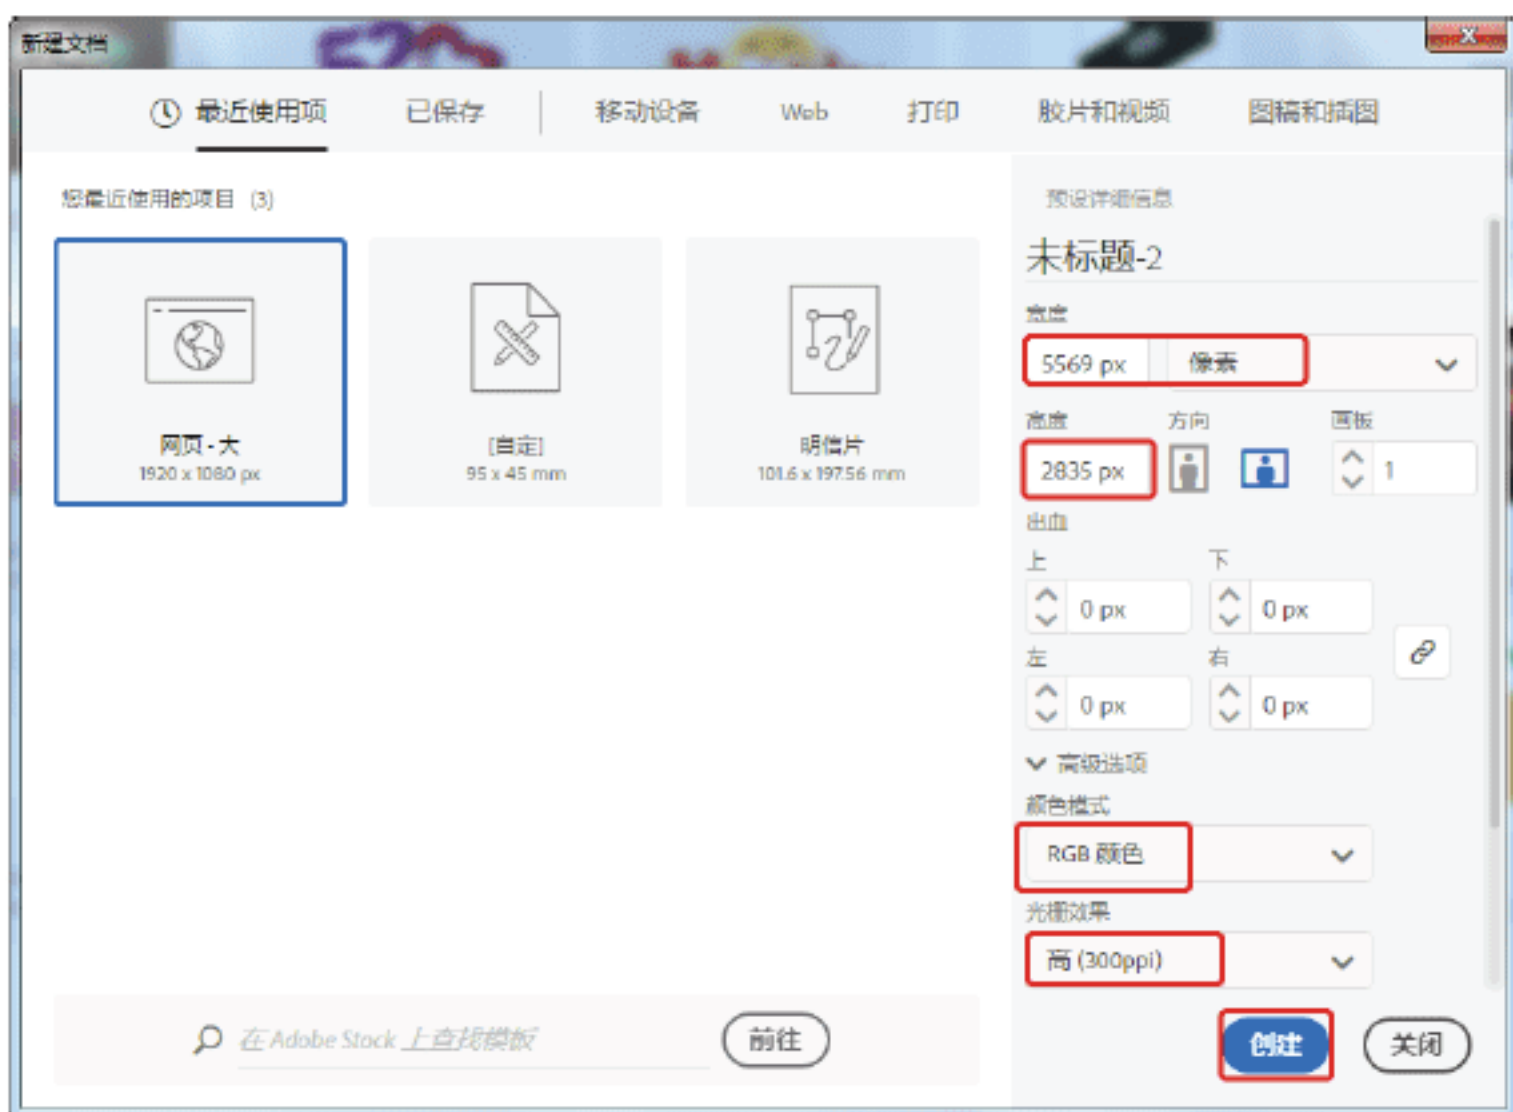 新建文档
最近使用项 已保存 移动设备 Web 打印 胶片和视频 图稿和插图
您最近使用的项目 (3)
网页-大
1920 x 1080 px
[自定]
95 x 45 mm
明信片
101.6 x 197.56 mm
在 Adobe Stock 上查找模板 前往
预设详细信息
未标题-2
宽度
5569 px 像素
高度 方向 画板
2835 px 1
出血
上 下
0 px 0 px
左 右
0 px 0 px
高级选项
颜色模式
RGB 颜色
光栅效果
高 (300ppi)
创建 关闭